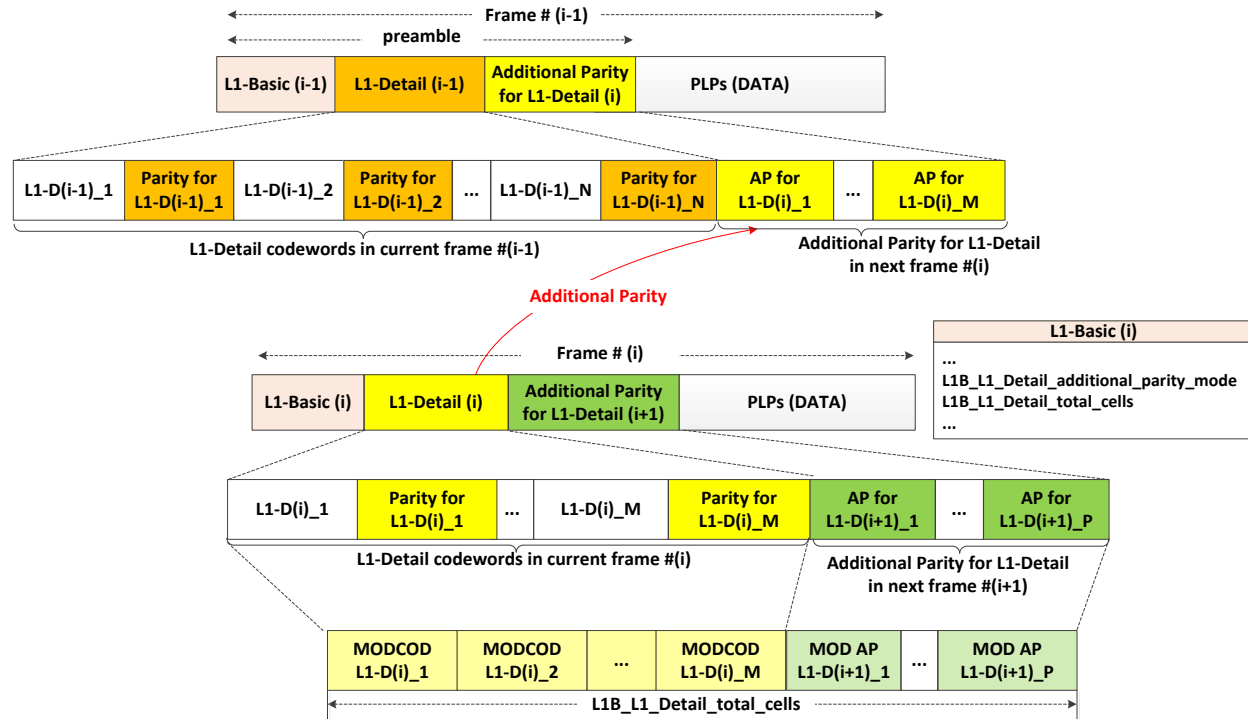 Frame # (i-1)
preamble
L1-Basic (i-1)
L1-Detail (i-1)
Additional Parity
for L1-Detail (i)
PLPs (DATA)
L1-D(i-1)_1
Parity for
L1-D(i-1)_1
L1-D(i-1)_2
Parity for
L1-D(i-1)_2
...
L1-D(i-1)_N
Parity for
L1-D(i-1)_N
AP for
L1-D(i)_1
...
AP for
L1-D(i)_M
L1-Detail codewords in current frame #(i-1)
Additional Parity for L1-Detail
in next frame #(i)
Additional Parity
Frame # (i)
L1-Basic (i)
L1-Detail (i)
Additional Parity
for L1-Detail (i+1)
PLPs (DATA)
L1-Basic (i)
...
L1B_L1_Detail_additional_parity_mode
L1B_L1_Detail_total_cells
...
L1-D(i)_1
Parity for
L1-D(i)_1
...
L1-D(i)_M
Parity for
L1-D(i)_M
AP for
L1-D(i+1)_1
...
AP for
L1-D(i+1)_P
L1-Detail codewords in current frame #(i)
Additional Parity for L1-Detail
in next frame #(i+1)
MODCOD
L1-D(i)_1
MODCOD
L1-D(i)_2
...
MODCOD
L1-D(i)_M
MOD AP
L1-D(i+1)_1
...
MOD AP
L1-D(i+1)_P
L1B_L1_Detail_total_cells